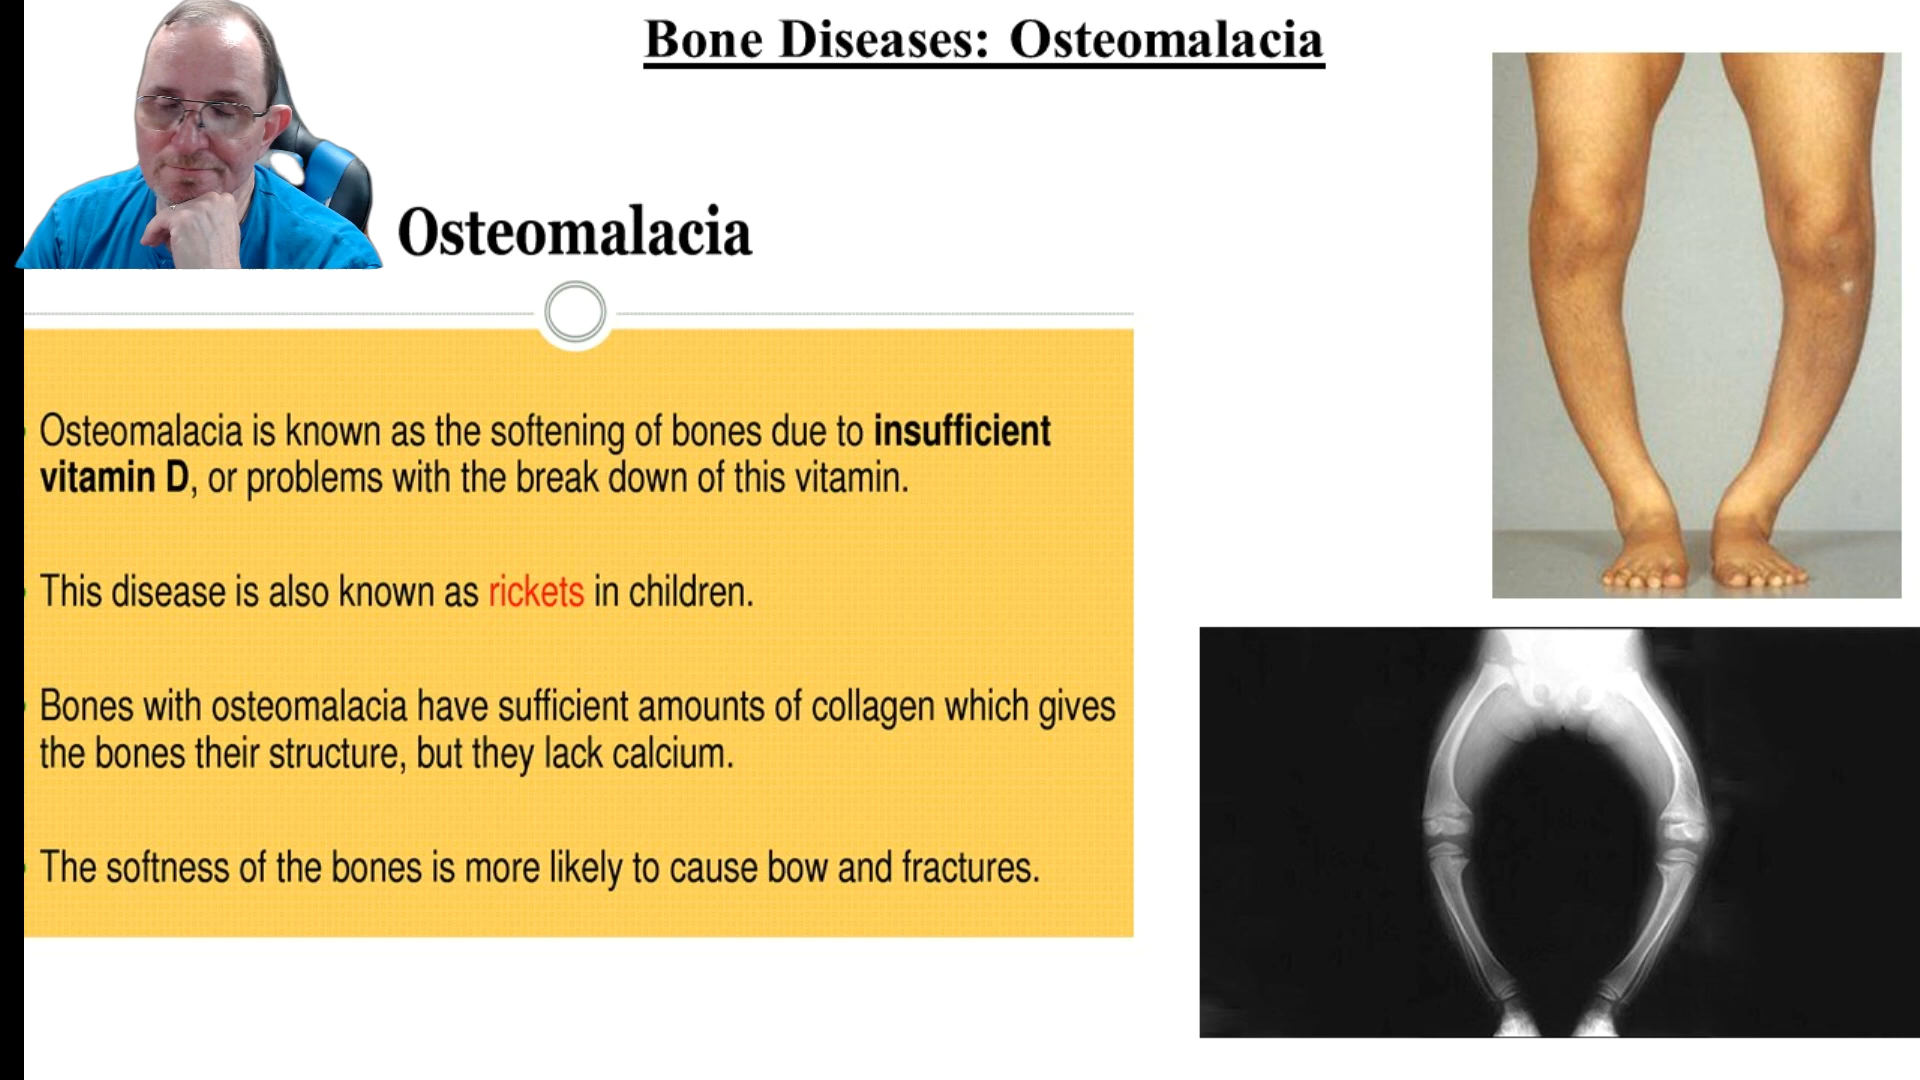 Bone Diseases: Osteomalacia
Osteomalacia
Osteomalacia is known as the softening of bones due to insufficient
vitamin D, or problems with the break down of this vitamin.
This disease is also known as rickets in children.
Bones with osteomalacia have sufficient amounts of collagen which gives
the bones their structure, but they lack calcium.
The softness of the bones is more likely to cause bow and fractures.